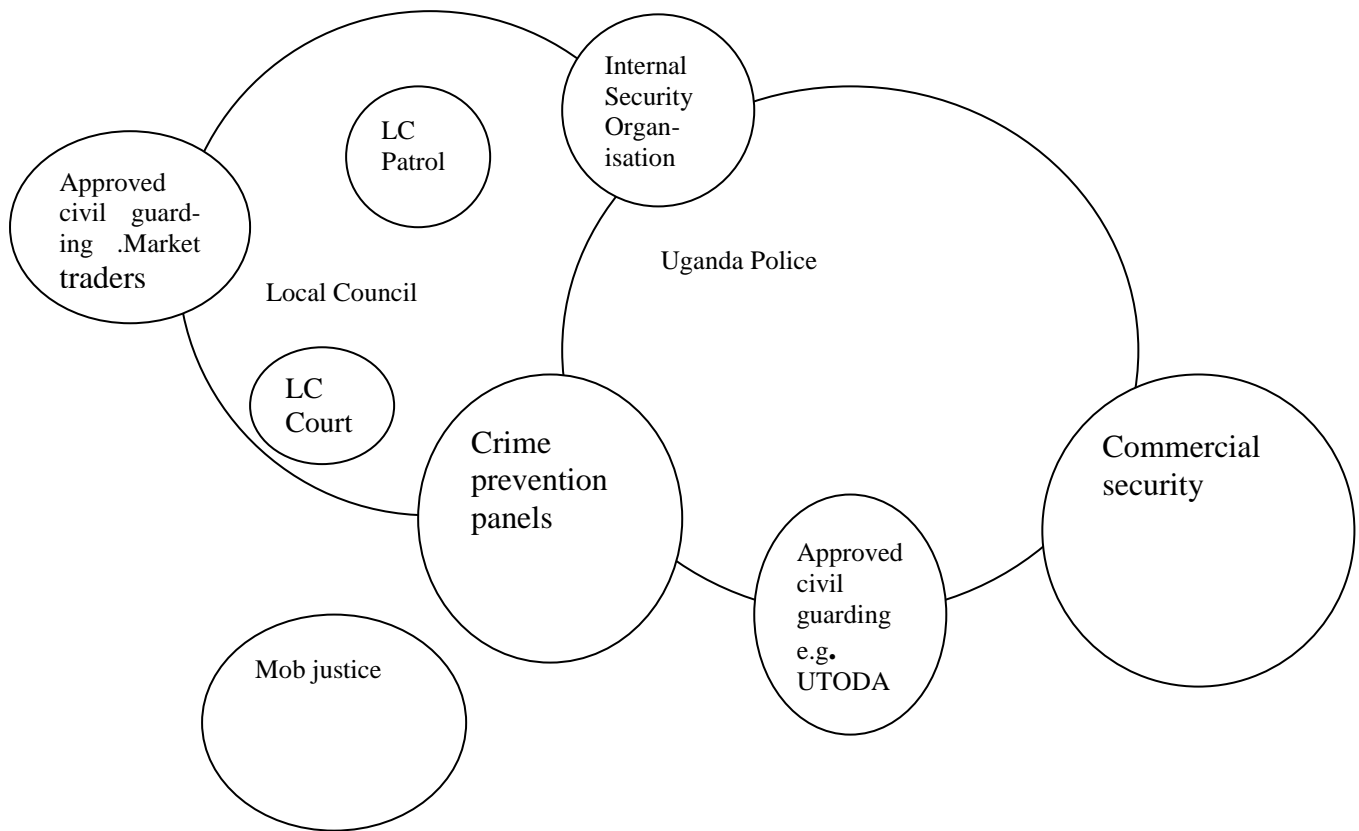 Internal
Security
Organ-
isation
LC
Patrol
Approved
civil guard-
ing .Market
traders
Uganda Police
Local Council
LC
Court
Crime
prevention
panels
Commercial
security
Approved
civil
guarding
e.g.
UTODA
Mob justice